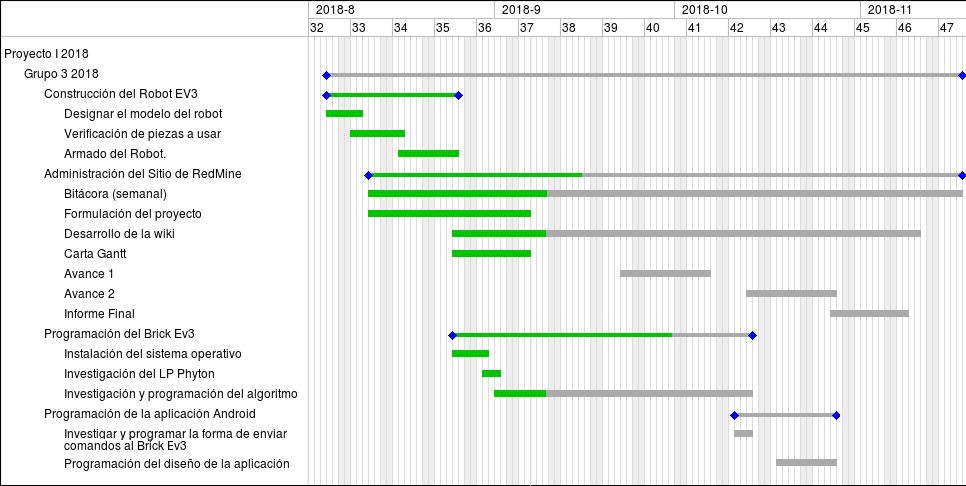 2018-8 2018-9 2018-10 2018-11
32 33 34 35 36 37 38 39 40 41 42 43 44 45 46 47
Proyecto I 2018
Grupo 3 2018
Construcción del Robot EV3
Designar el modelo del robot
Verificación de piezas a usar
Armado del Robot.
Administración del Sitio de RedMine
Bitácora (semanal)
Formulación del proyecto
Desarrollo de la wiki
Carta Gantt
Avance 1
Avance 2
Informe Final
Programación del Brick Ev3
Instalación del sistema operativo
Investigación del LP Phyton
Investigación y programación del algoritmo
Programación de la aplicación Android
Investigar y programar la forma de enviar
comandos al Brick Ev3
Programación del diseño de la aplicación